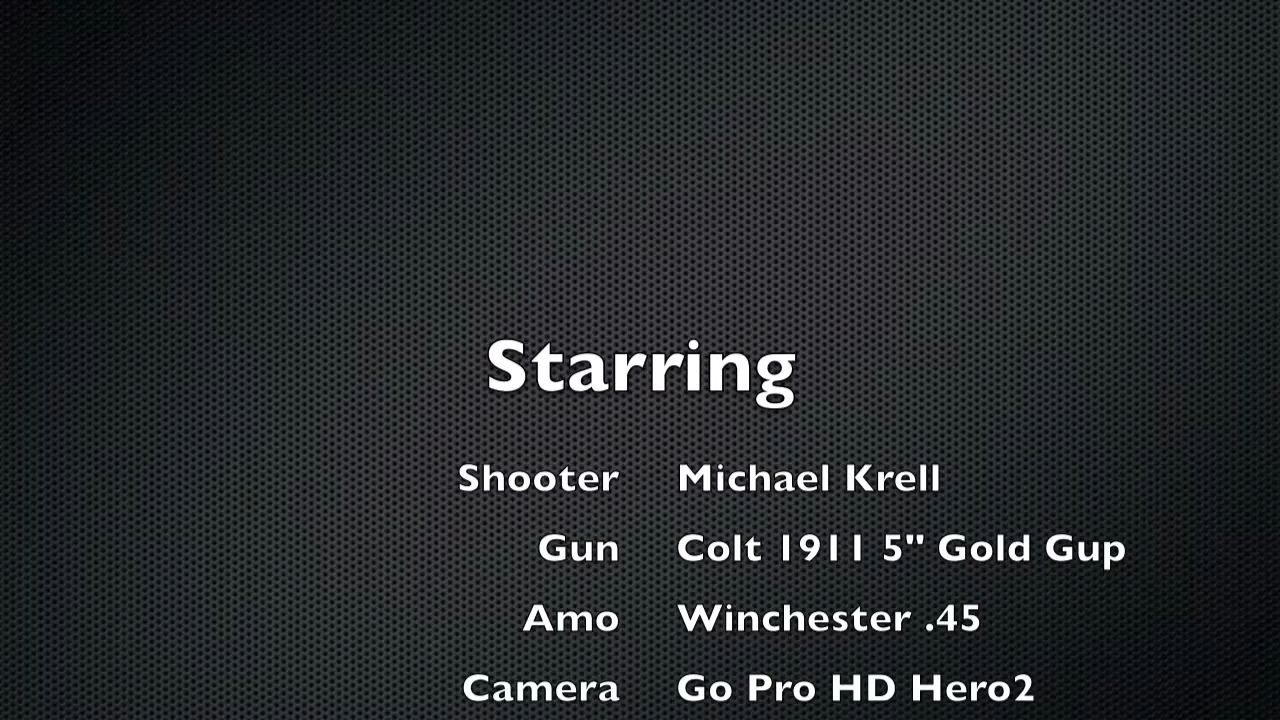 Starring
Shooter Michael Krell
Gun Colt 1911 5" Gold Gup
Amo Winchester .45
Camera Go Pro HD Hero2